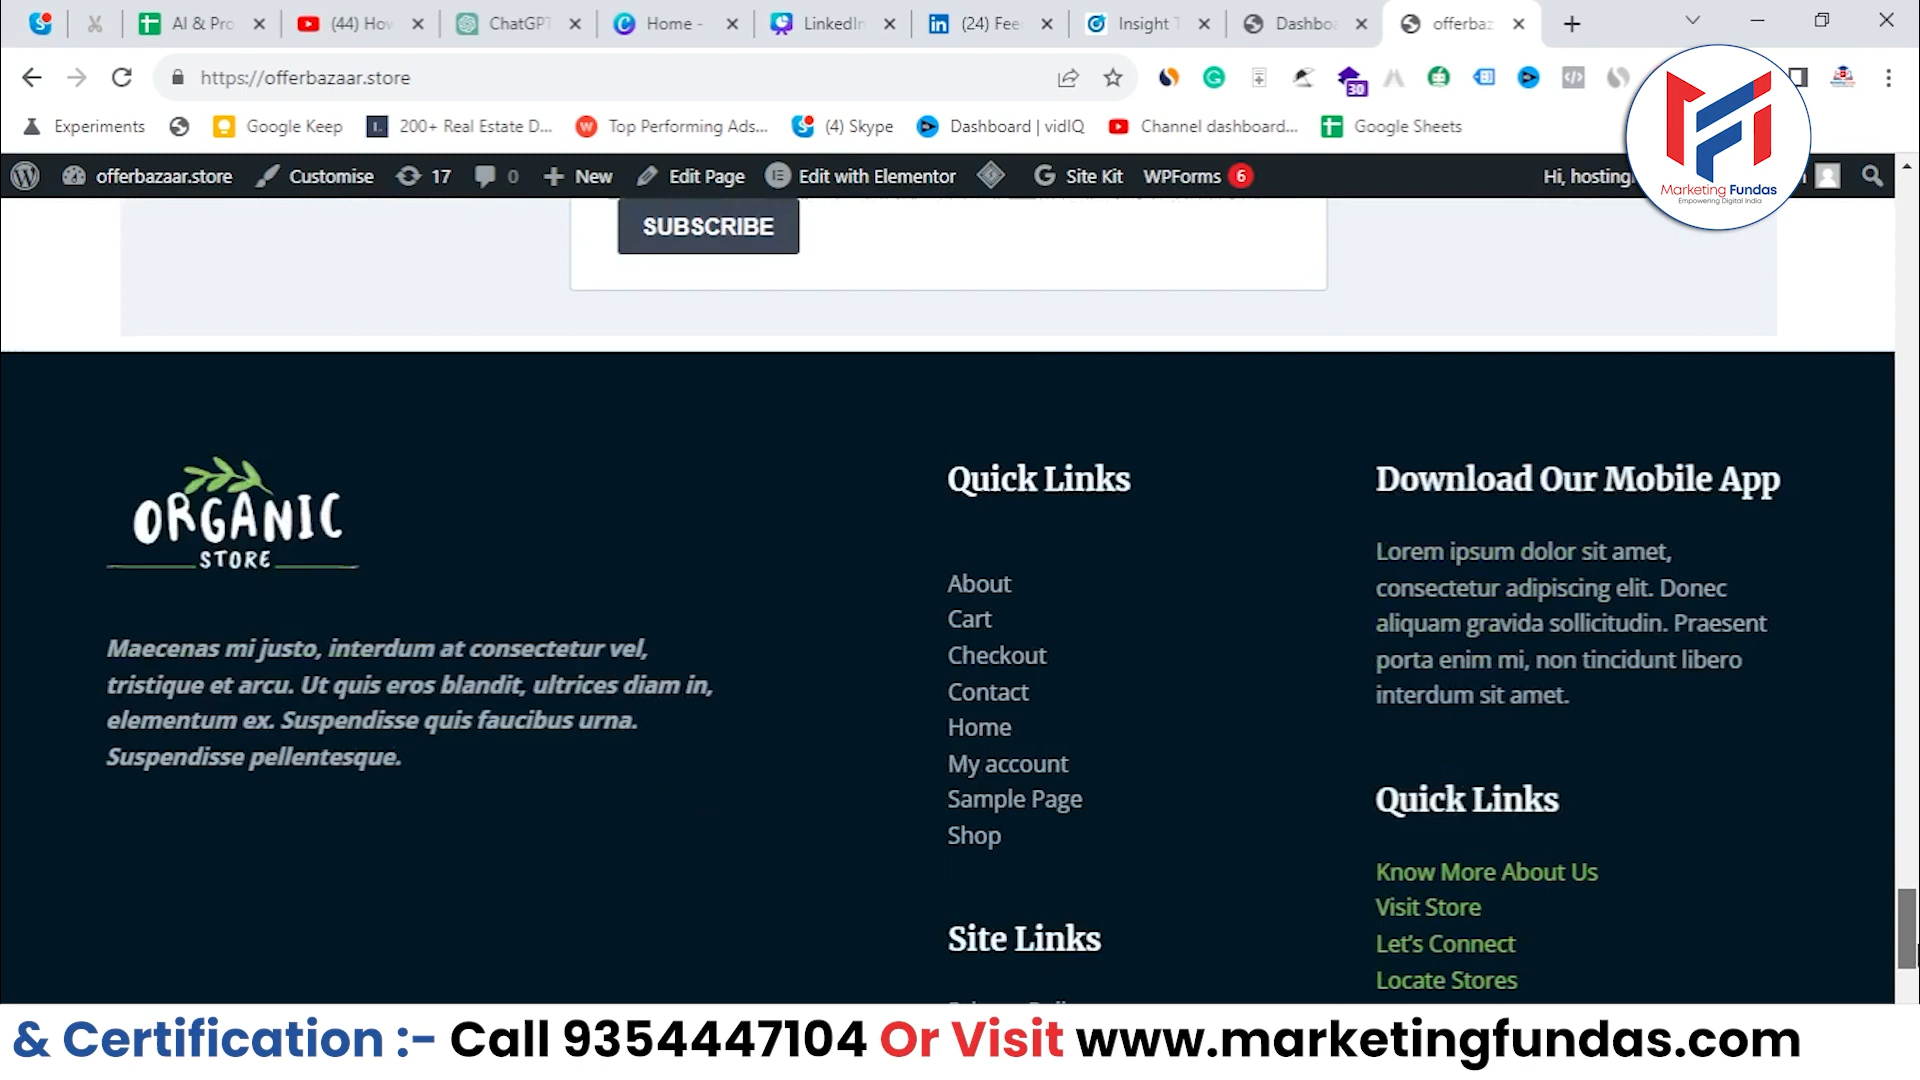 AI & Pro
(44) Hov
ChatGPT
Home -
LinkedIn
(24) Fee
Insight T
Dashboa
offerbaz
https://offerbazaar.store
30
Experiments
Google Keep
200+ Real Estate D...
Top Performing Ads...
(4) Skype
Dashboard | vidIQ
Channel dashboard...
Google Sheets
offerbazaar.store
Customise
17
0
New
Edit Page
Edit with Elementor
Site Kit
WPForms 6
Hi, hosting
Marketing Fundas
Empowering Digital India
SUBSCRIBE
ORGANIC
STORE
Maecenas mi justo, interdum at consectetur vel,
tristique et arcu. Ut quis eros blandit, ultrices diam in,
elementum ex. Suspendisse quis faucibus urna.
Suspendisse pellentesque.
Quick Links
About
Cart
Checkout
Contact
Home
My account
Sample Page
Shop
Site Links
Download Our Mobile App
Lorem ipsum dolor sit amet,
consectetur adipiscing elit. Donec
aliquam gravida sollicitudin. Praesent
porta enim mi, non tincidunt libero
interdum sit amet.
Quick Links
Know More About Us
Visit Store
Let's Connect
Locate Stores
& Certification :- Call 9354447104 Or Visit www.marketingfundas.com